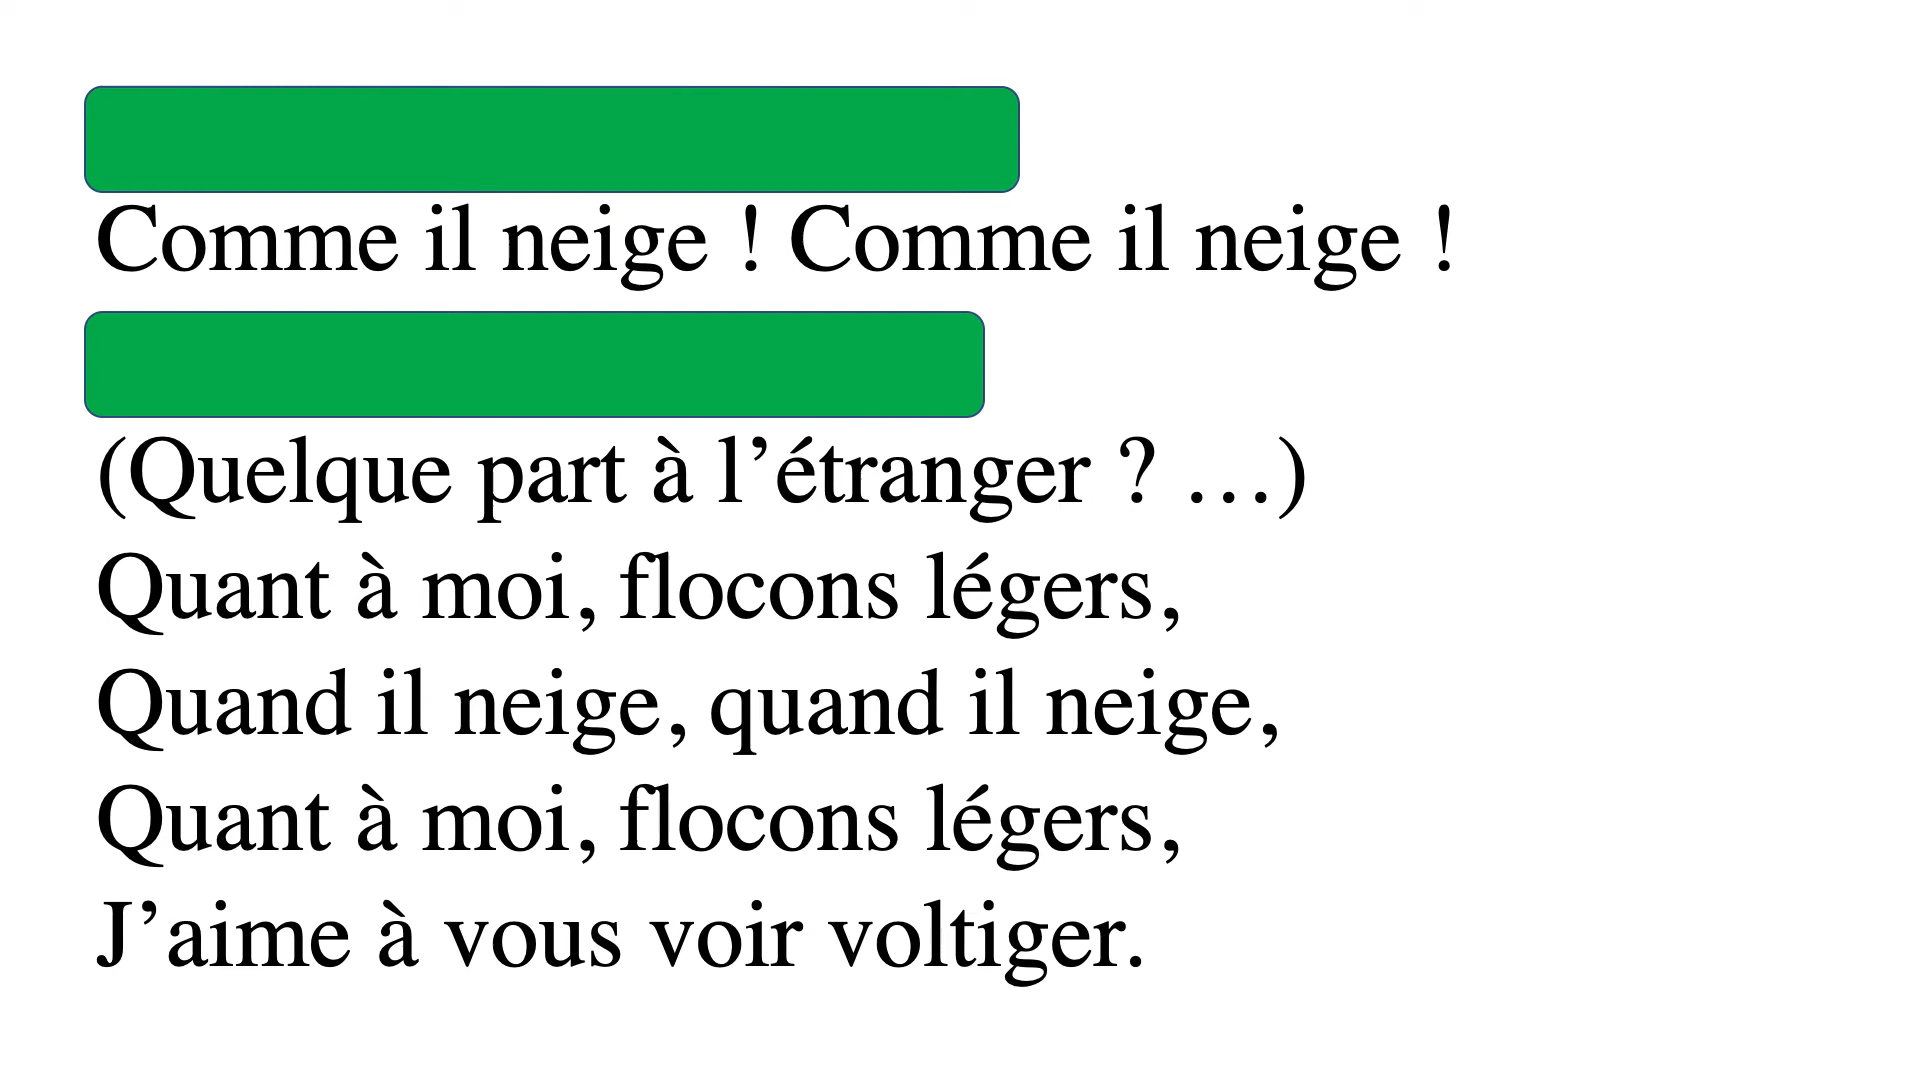 Comme il neige ! Comme il neige !
(Quelque part à l’étranger ? …)
Quant à moi, flocons légers,
Quand il neige, quand il neige,
Quant à moi, flocons légers,
J’aime à vous voir voltiger.